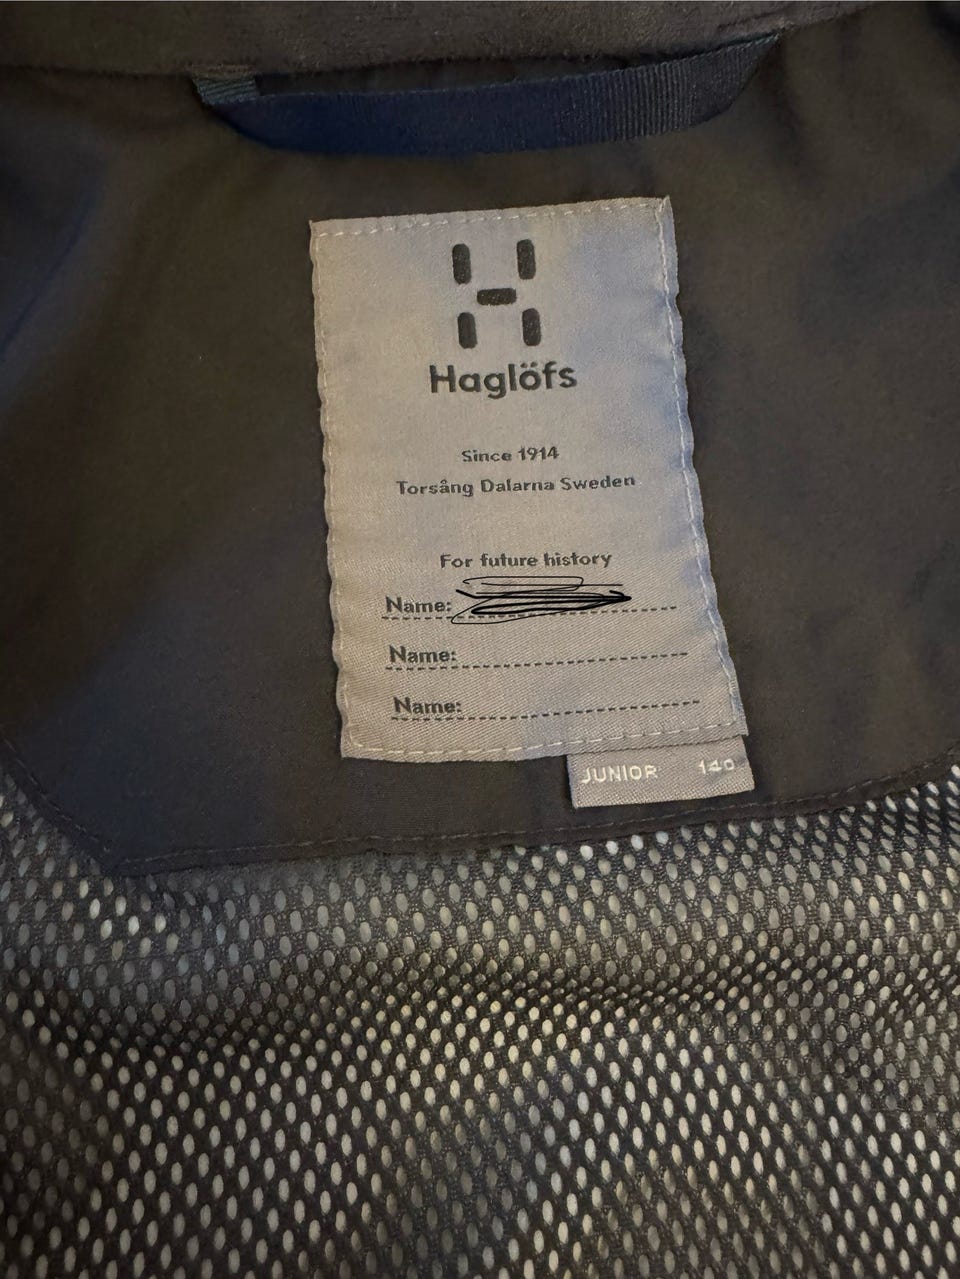 Haglöfs
Since 1914
Torsång Dalarna Sweden
For future history
Name:
Name:
Name:
JUNIOR 140